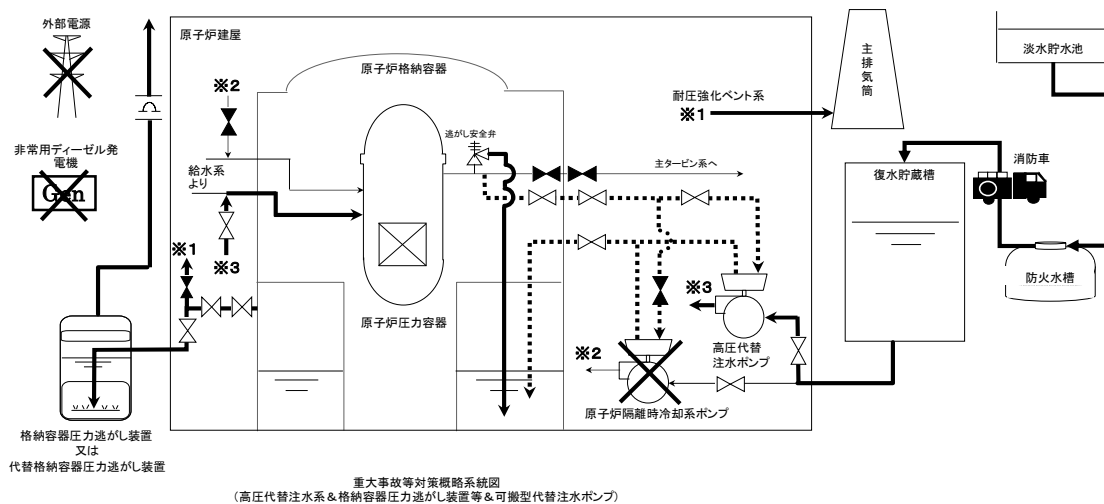 外部電源
原子炉建屋
原子炉格納容器
主排気筒
淡水貯水池
※2
耐圧強化ベント系
※1
逃がし安全弁
非常用ディーゼル発
電機
Gen
給水系
より
主タービン系へ
消防車
復水貯蔵槽
※1
※3
防火水槽
※3
原子炉圧力容器
高圧代替
注水ポンプ
※2
原子炉隔離時冷却系ポンプ
格納容器圧力逃がし装置
又は
代替格納容器圧力逃がし装置
重大事故等対策概略系統図
(高圧代替注水系&格納容器圧力逃がし装置等&可搬型代替注水ポンプ)